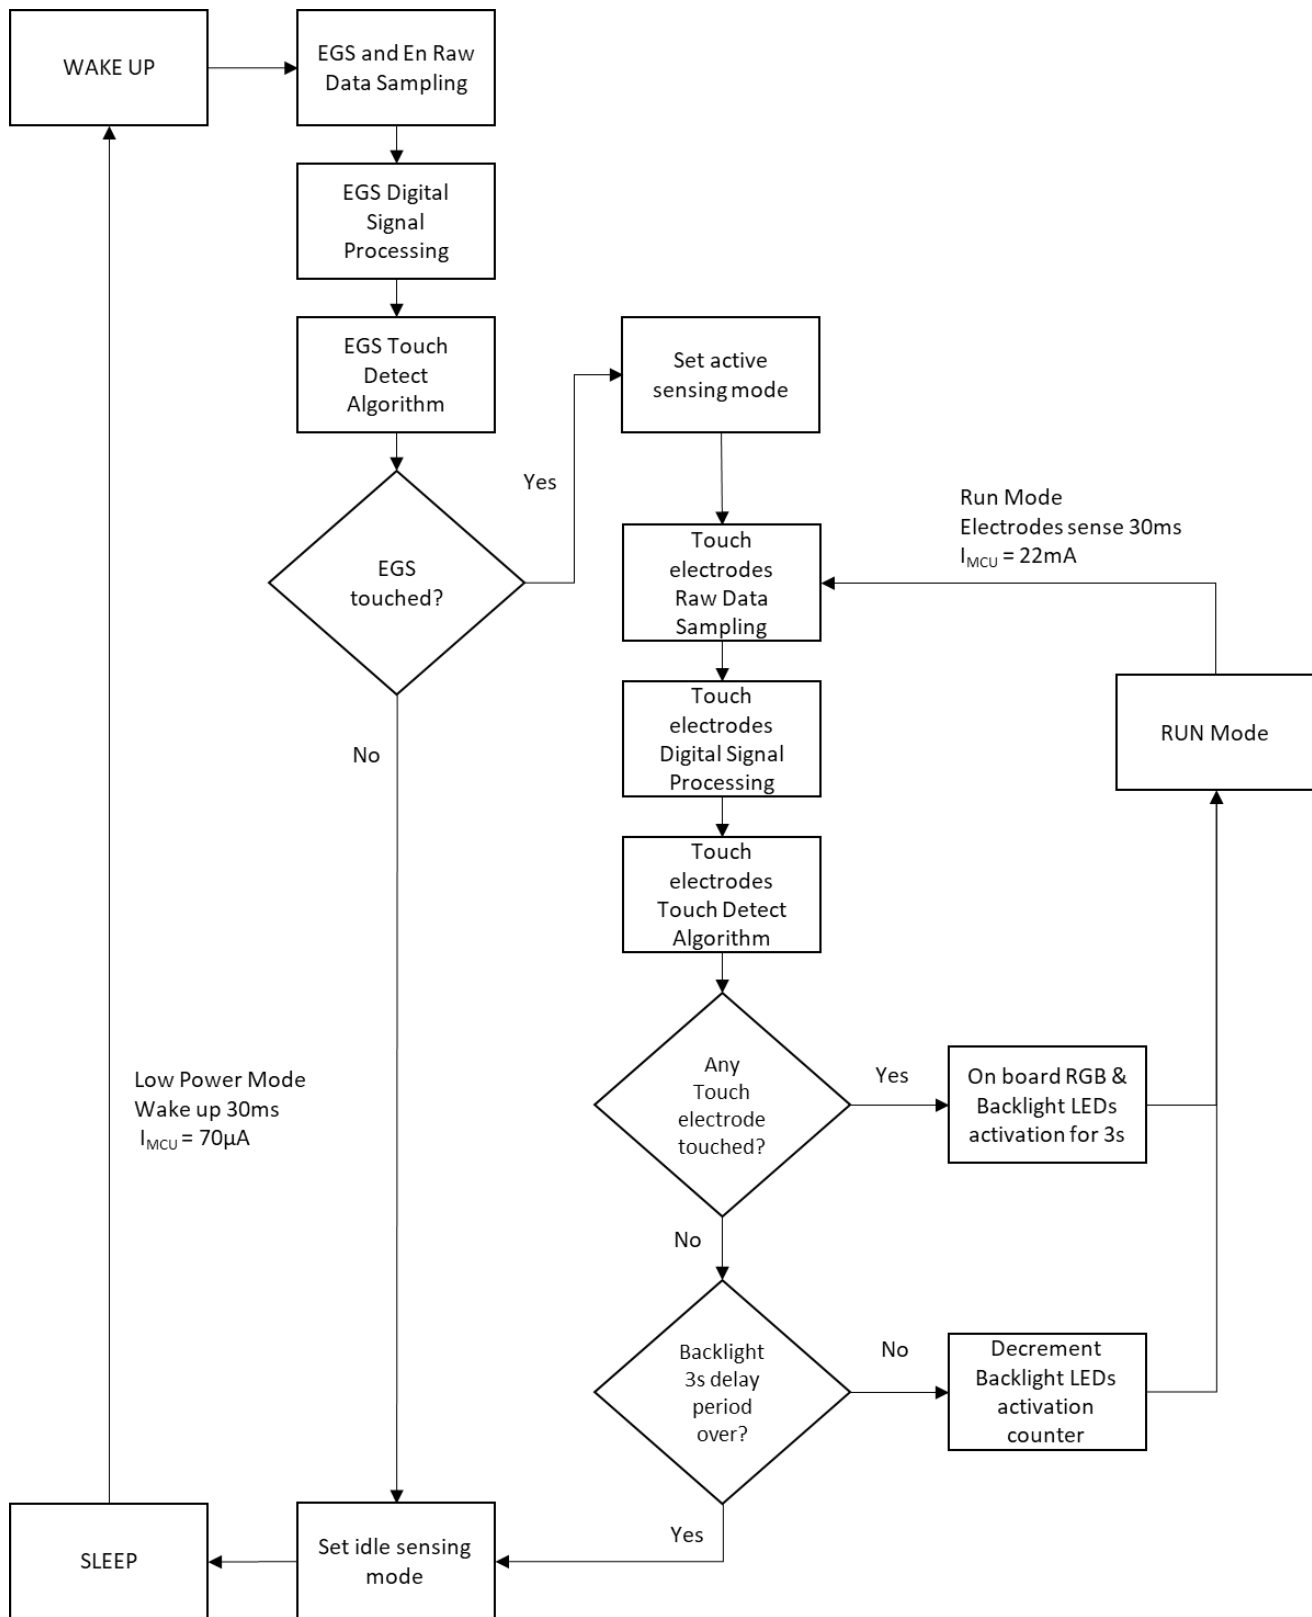 WAKE UP
EGS and En Raw
Data Sampling
EGS Digital
Signal
Processing
EGS Touch
Detect
Algorithm
Set active
sensing mode
Yes
EGS
touched?
No
Run Mode
Electrodes sense 30ms
IMCU = 22mA
Touch
electrodes
Raw Data
Sampling
Touch
electrodes
Digital Signal
Processing
RUN Mode
Touch
electrodes
Touch Detect
Algorithm
Low Power Mode
Wake up 30ms
IMCU = 70µA
Any
Touch
electrode
touched?
Yes
On board RGB &
Backlight LEDs
activation for 3s
No
Backlight
3s delay
period
over?
No
Decrement
Backlight LEDs
activation
counter
Yes
Set idle sensing
mode
SLEEP